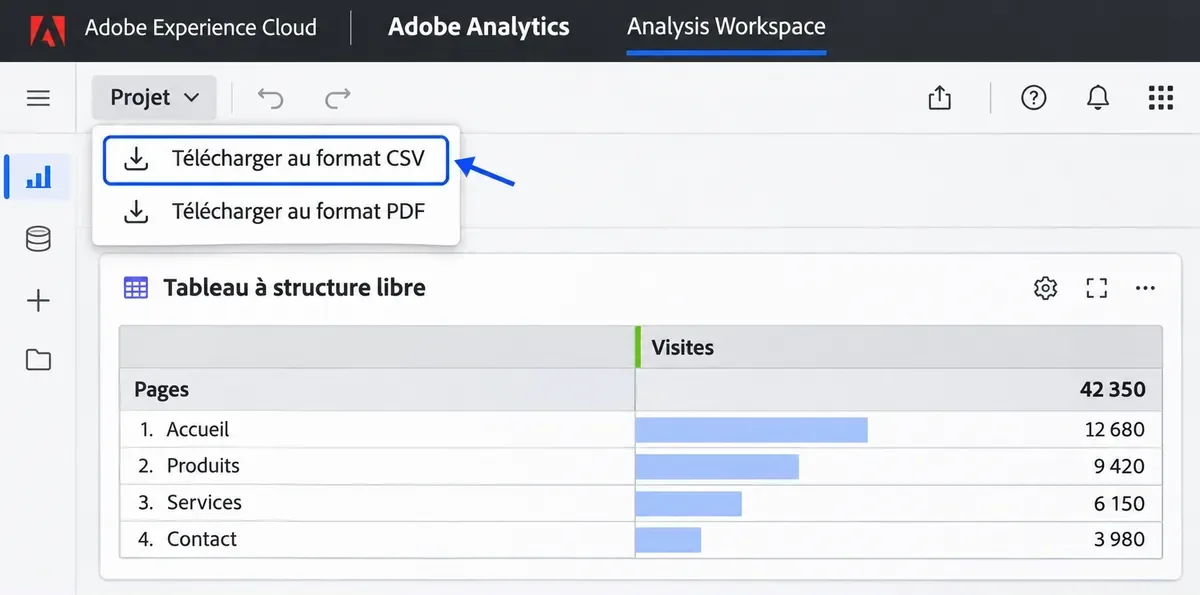 Adobe Experience Cloud
Adobe Analytics
Analysis Workspace
Projet
Télécharger au format CSV
Télécharger au format PDF
Tableau à structure libre
Visites
Pages 42 350
1. Accueil 12 680
2. Produits 9 420
3. Services 6 150
4. Contact 3 980